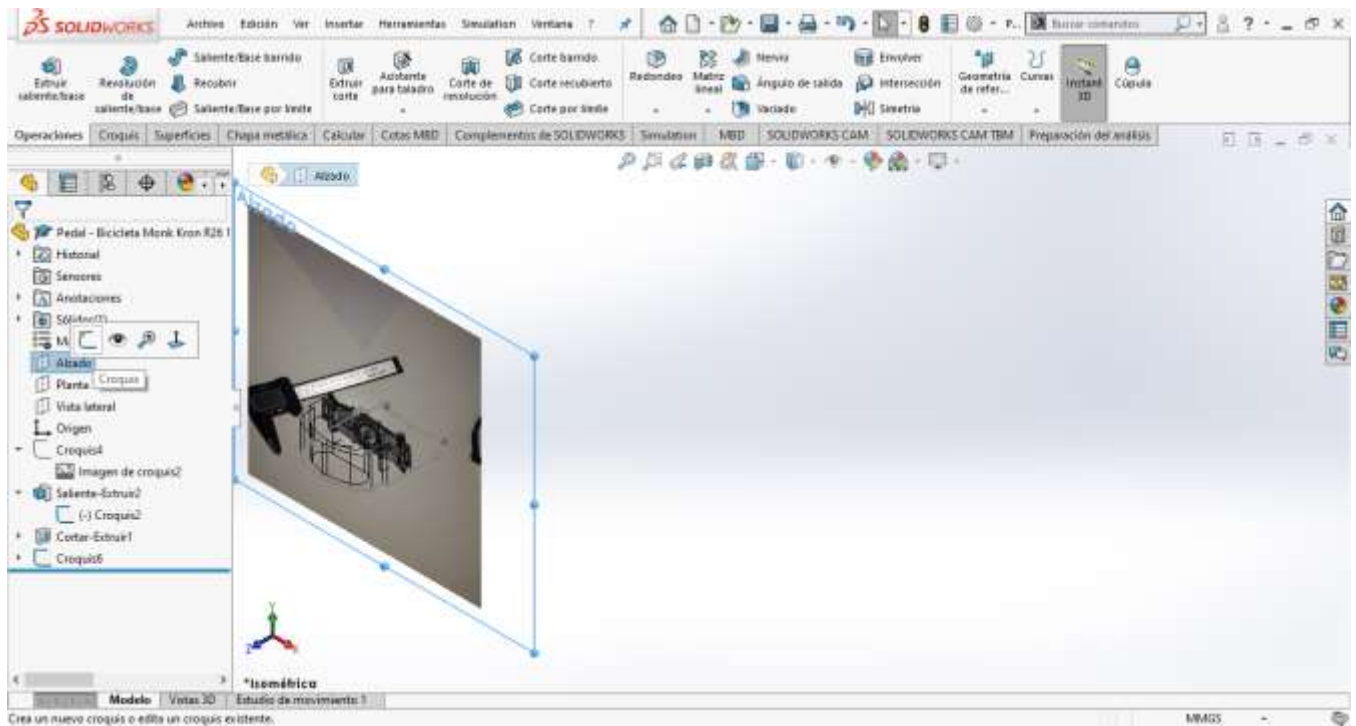 SOLIDWORKS
Archivo Edición Ver Insertar Herramientas Simulation Ventana ?
P...
Buscar comandos
Extruir saliente/base
Revolución de saliente/base
Saliente/Base barrido
Recubrir
Saliente/Base por límite
Extruir corte
Asistente para taladro
Corte de revolución
Corte barrido
Corte recubierto
Corte por límite
Redondeo
Matriz lineal
Nervio
Ángulo de salida
Vaciado
Envolver
Intersección
Simetría
Geometría de refer...
Curvas
Instant 3D
Cúpula
Operaciones Croquis Superficies Chapa metálica Calcular Cotas MBD Complementos de SOLIDWORKS Simulation MBD SOLIDWORKS CAM SOLIDWORKS CAM TBM Preparación del análisis
Alzado
Alzado
Pedal - Bicicleta Monk Kron R26 1
Historial
Sensores
Anotaciones
Alzado
Planta
Croquis
Vista lateral
Origen
Croquis4
Imagen de croquis2
Saliente-Extruir2
(-) Croquis2
Cortar-Extruir1
Croquis6
Y
Z
X
*Isométrica
Modelo Vistas 3D Estudio de movimiento 1
Crea un nuevo croquis o edita un croquis existente.
MMGS